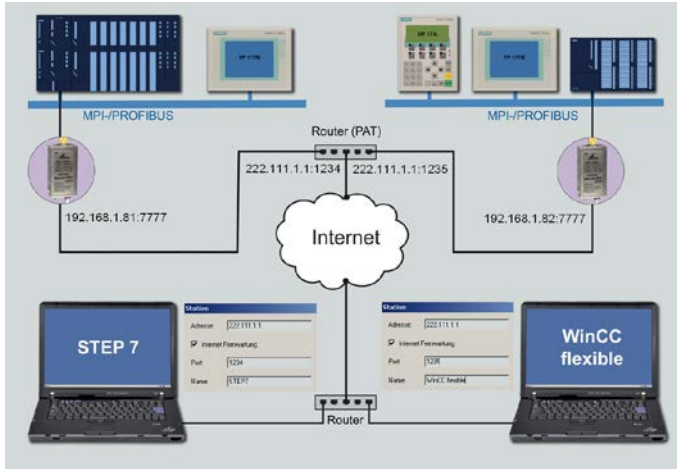 OP 17A
TP 177B
TP 177B
MPI-/PROFIBUS
MPI-/PROFIBUS
Router (PAT)
222.111.1.1:1234
222.111.1.1:1235
192.168.1.81:7777
192.168.1.82:7777
Internet
STEP 7
Station
Adresse: 222.111.1.1
Internet Fernwartung
Port 1234
Name STEP7
Station
Adresse: 222.111.1.1
Internet Fernwartung
Port 1235
Name WinCC flexible
WinCC
flexible
Router